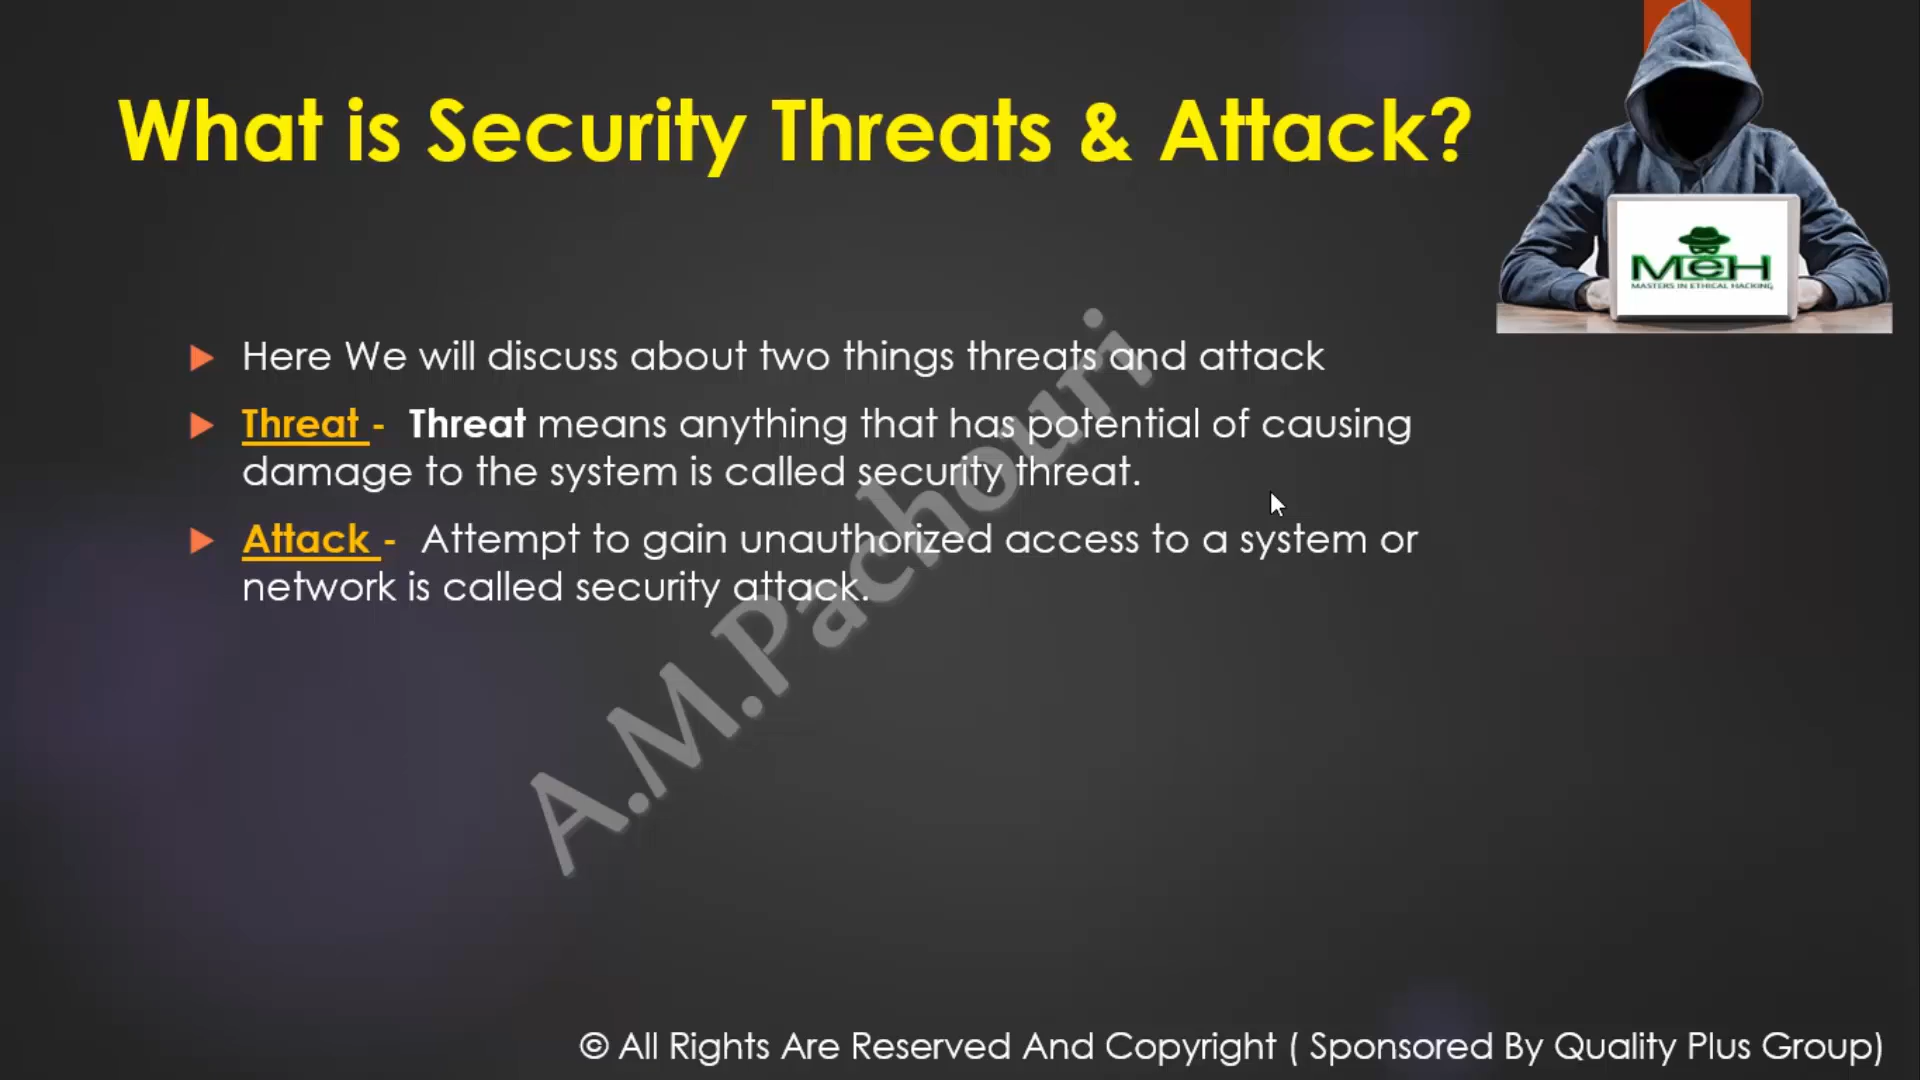 What is Security Threats & Attack?
MeH
MASTERS IN ETHICAL HACKING
Here We will discuss about two things threats and attack
Threat - Threat means anything that has potential of causing
damage to the system is called security threat.
Attack - Attempt to gain unauthorized access to a system or
network is called security attack.
A.M.Pachouri
© All Rights Are Reserved And Copyright ( Sponsored By Quality Plus Group)